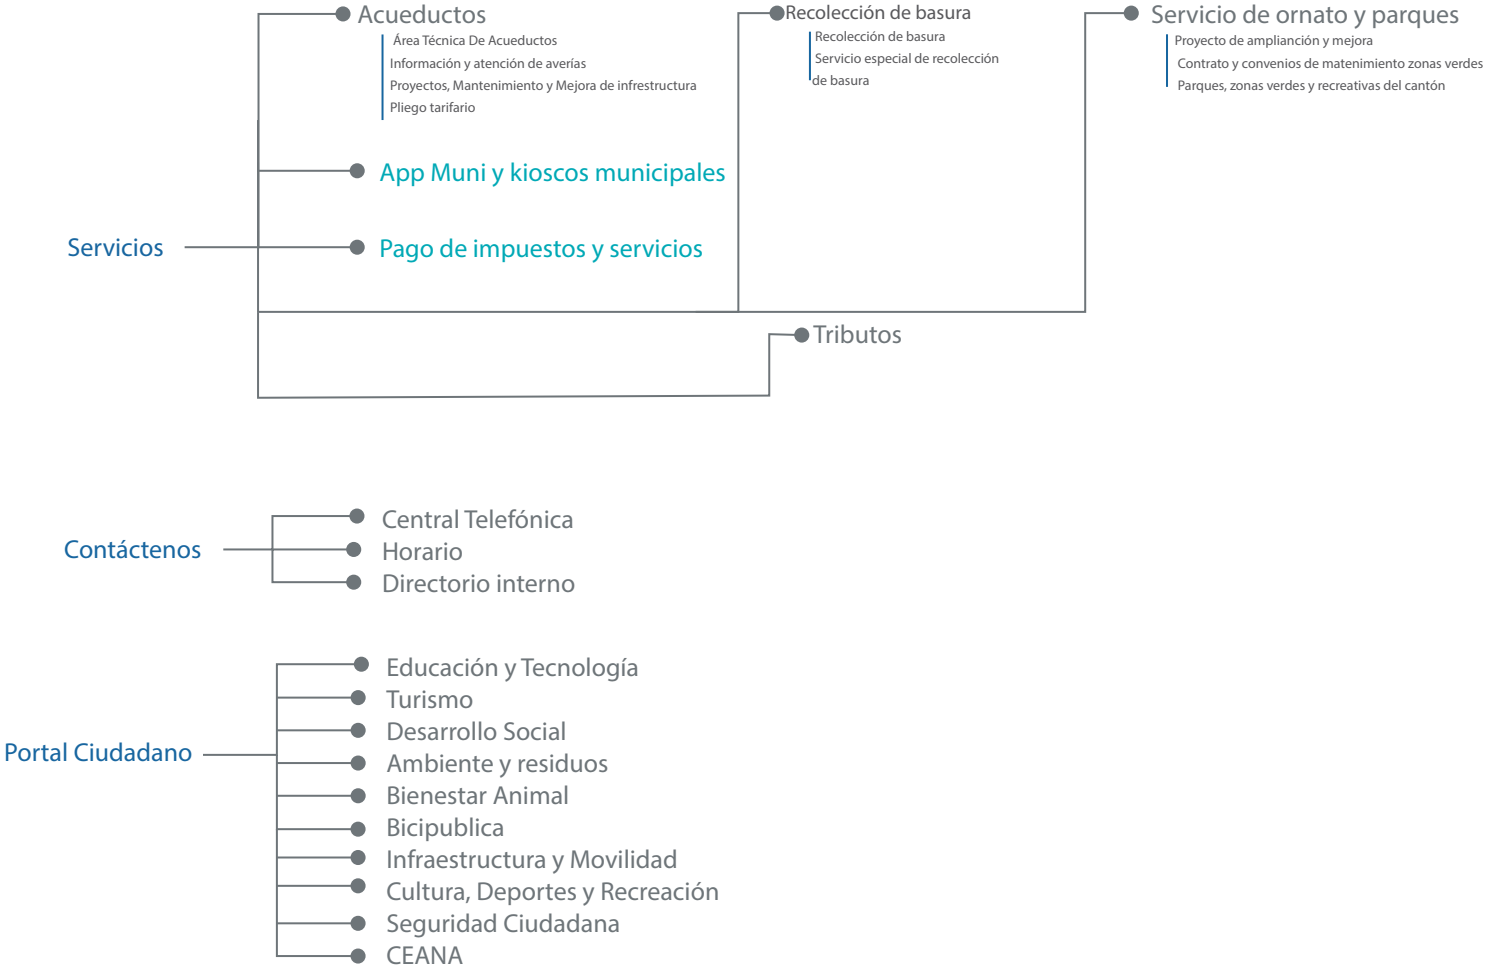 Acueductos
Área Técnica De Acueductos
Información y atención de averías
Proyectos, Mantenimiento y Mejora de infrestructura
Pliego tarifario
Recolección de basura
Recolección de basura
Servicio especial de recolección
de basura
Servicio de ornato y parques
Proyecto de amplianción y mejora
Contrato y convenios de matenimiento zonas verdes
Parques, zonas verdes y recreativas del cantón
App Muni y kioscos municipales
Servicios
Pago de impuestos y servicios
Tributos
Contáctenos
Central Telefónica
Horario
Directorio interno
Portal Ciudadano
Educación y Tecnología
Turismo
Desarrollo Social
Ambiente y residuos
Bienestar Animal
Bicipublica
Infraestructura y Movilidad
Cultura, Deportes y Recreación
Seguridad Ciudadana
CEANA